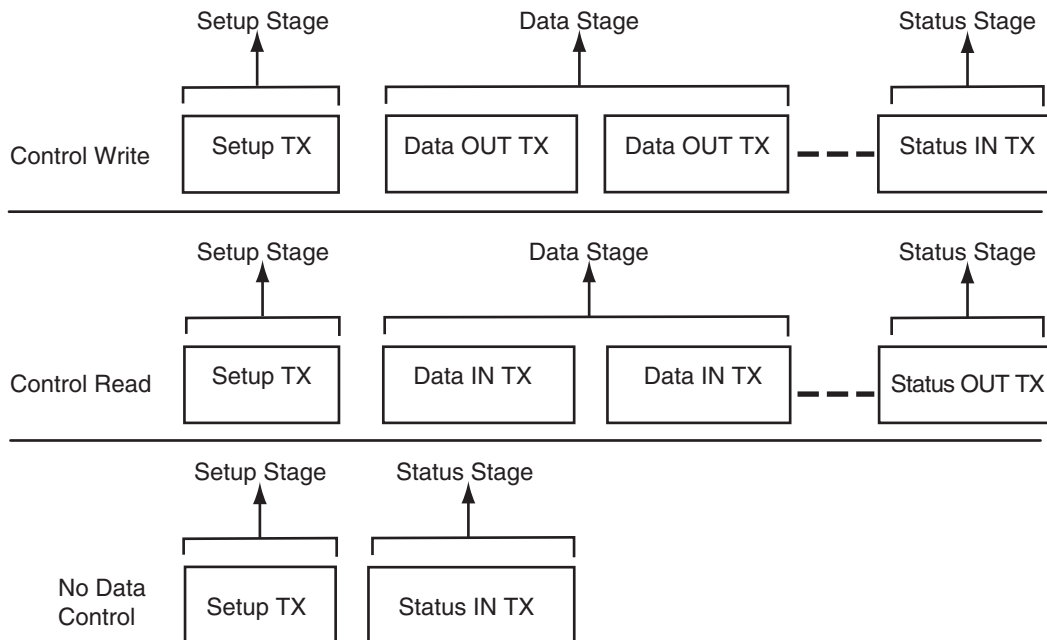 Setup Stage Data Stage Status Stage
Control Write Setup TX Data OUT TX Data OUT TX Status IN TX
Setup Stage Data Stage Status Stage
Control Read Setup TX Data IN TX Data IN TX Status OUT TX
Setup Stage Status Stage
No Data
Control Setup TX Status IN TX